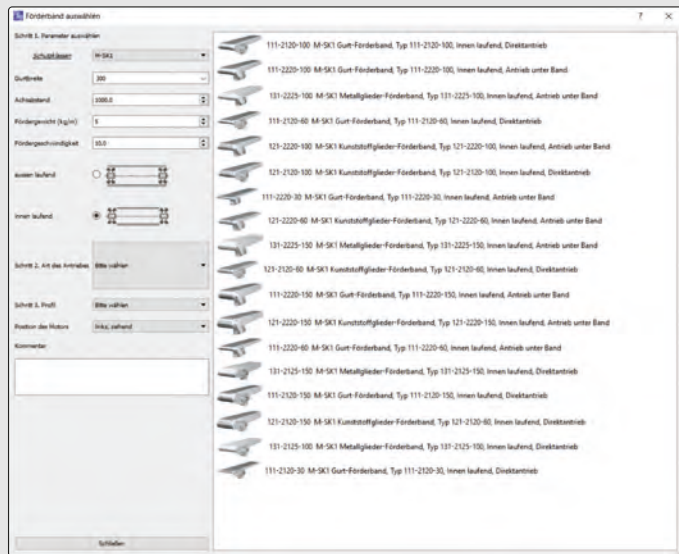 Förderband auswählen
? ×
Schritt 1. Parameter auswählen
Schutzklassen M-SK1
Gurtbreite 300
Achsabstand 1000.0
Fördergewicht (kg/m) 5
Fördergeschwindigkeit 10.0
aussen laufend
innen laufend
Schritt 2. Art des Antriebes Bitte wählen
Schritt 3. Profil Bitte wählen
Position des Motors links, ziehend
Kommentar
Schließen
111-2120-100 M-SK1 Gurt-Förderband, Typ 111-2120-100, Innen laufend, Direktantrieb
111-2220-100 M-SK1 Gurt-Förderband, Typ 111-2220-100, Innen laufend, Antrieb unter Band
131-2225-100 M-SK1 Metallglieder-Förderband, Typ 131-2225-100, Innen laufend, Antrieb unter Band
111-2120-60 M-SK1 Gurt-Förderband, Typ 111-2120-60, Innen laufend, Direktantrieb
121-2220-100 M-SK1 Kunststoffglieder-Förderband, Typ 121-2220-100, Innen laufend, Antrieb unter Band
121-2120-100 M-SK1 Kunststoffglieder-Förderband, Typ 121-2120-100, Innen laufend, Direktantrieb
111-2220-30 M-SK1 Gurt-Förderband, Typ 111-2220-30, Innen laufend, Antrieb unter Band
121-2220-60 M-SK1 Kunststoffglieder-Förderband, Typ 121-2220-60, Innen laufend, Antrieb unter Band
131-2225-150 M-SK1 Metallglieder-Förderband, Typ 131-2225-150, Innen laufend, Antrieb unter Band
121-2120-60 M-SK1 Kunststoffglieder-Förderband, Typ 121-2120-60, Innen laufend, Direktantrieb
111-2220-150 M-SK1 Gurt-Förderband, Typ 111-2220-150, Innen laufend, Antrieb unter Band
121-2220-150 M-SK1 Kunststoffglieder-Förderband, Typ 121-2220-150, Innen laufend, Antrieb unter Band
111-2220-60 M-SK1 Gurt-Förderband, Typ 111-2220-60, Innen laufend, Antrieb unter Band
131-2125-150 M-SK1 Metallglieder-Förderband, Typ 131-2125-150, Innen laufend, Direktantrieb
111-2120-150 M-SK1 Gurt-Förderband, Typ 111-2120-150, Innen laufend, Direktantrieb
121-2120-150 M-SK1 Kunststoffglieder-Förderband, Typ 121-2120-60, Innen laufend, Direktantrieb
131-2125-100 M-SK1 Metallglieder-Förderband, Typ 131-2125-100, Innen laufend, Direktantrieb
111-2120-30 M-SK1 Gurt-Förderband, Typ 111-2120-30, Innen laufend, Direktantrieb